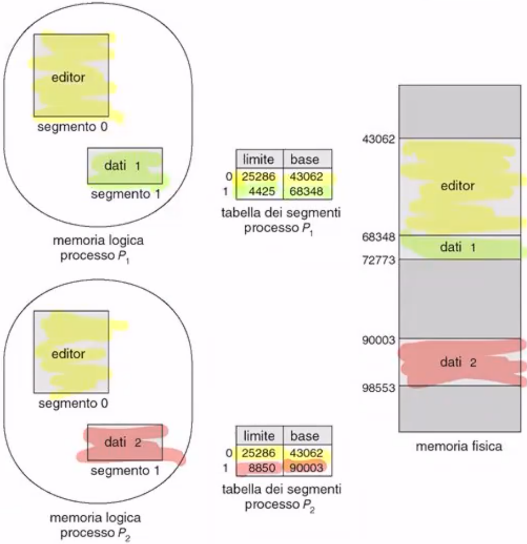 editor
segmento 0
dati 1
segmento 1
memoria logica
processo P1
limite base
0 25286 43062
1 4425 68348
tabella dei segmenti
processo P1
43062
editor
68348
dati 1
72773
90003
dati 2
98553
memoria fisica
editor
segmento 0
dati 2
segmento 1
memoria logica
processo P2
limite base
0 25286 43062
1 8850 90003
tabella dei segmenti
processo P2